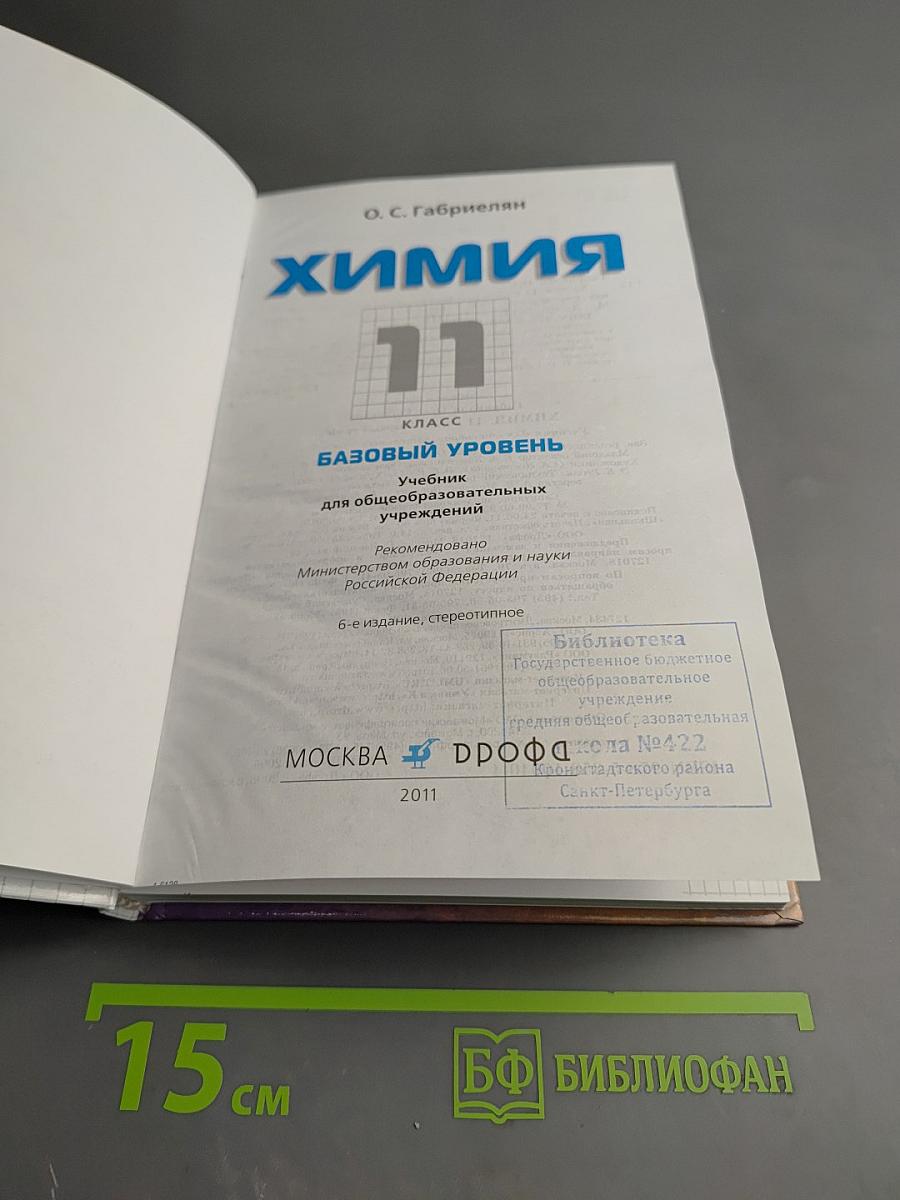 О. С. Габриелян
ХИМИЯ
11
КЛАСС
БАЗОВЫЙ УРОВЕНЬ
Учебник
для общеобразовательных
учреждений
Рекомендовано
Министерством образования и науки
Российской Федерации
6-е издание, стереотипное
Библиотека
Государственное бюджетное
общеобразовательное
учреждение
средняя общеобразовательная
школа №422
Кронштадтского района
Санкт-Петербурга
МОСКВА дрофа
2011
15 см
БФ БИБЛИОФАН